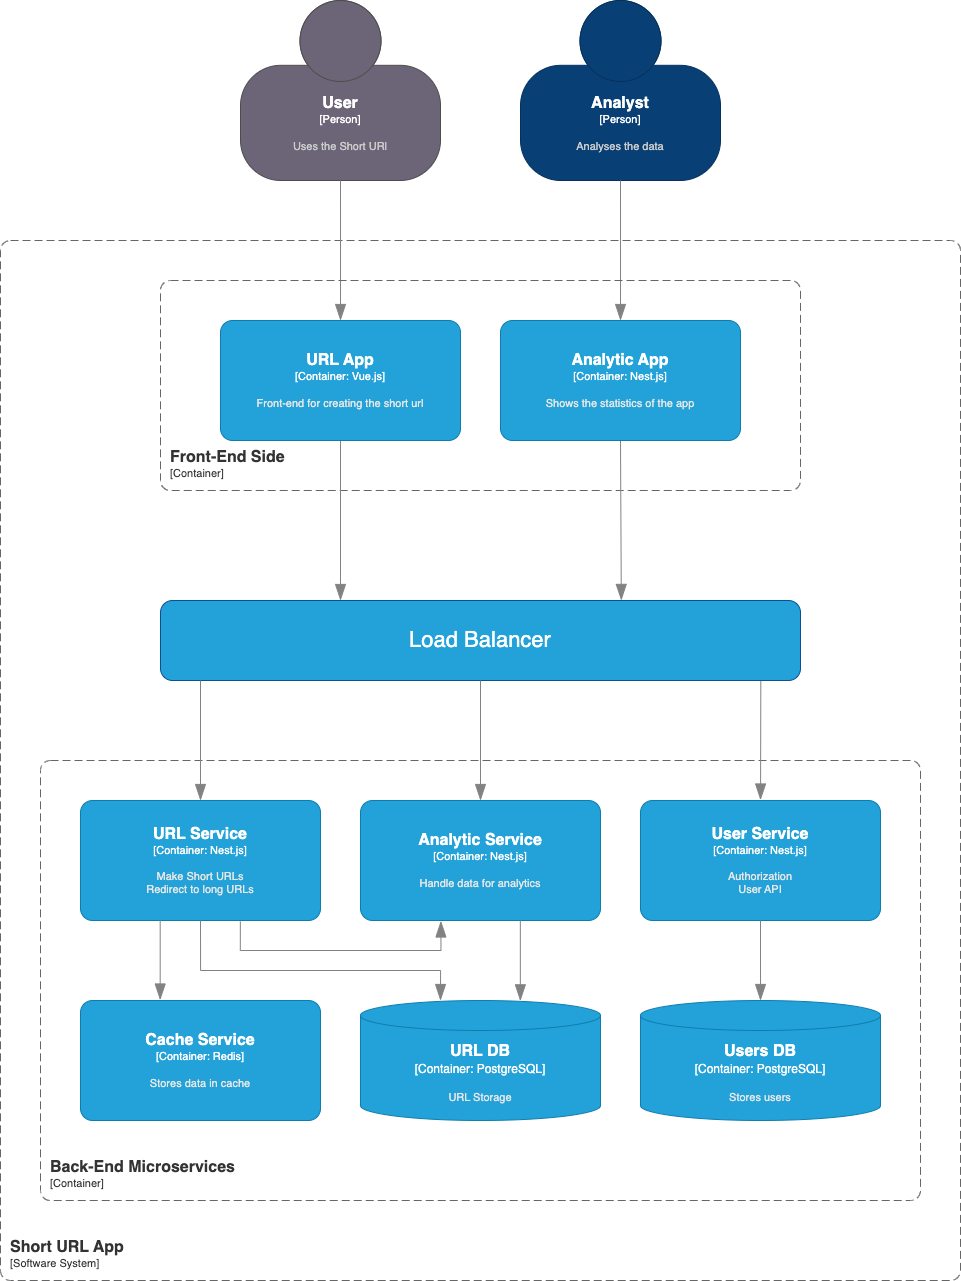 User
[Person]
Uses the Short URl
Analyst
[Person]
Analyses the data
URL App
[Container: Vue.js]
Front-end for creating the short url
Analytic App
[Container: Nest.js]
Shows the statistics of the app
Front-End Side
[Container]
Load Balancer
URL Service
[Container: Nest.js]
Make Short URLs
Redirect to long URLs
Analytic Service
[Container: Nest.js]
Handle data for analytics
User Service
[Container: Nest.js]
Authorization
User API
Cache Service
[Container: Redis]
Stores data in cache
URL DB
[Container: PostgreSQL]
URL Storage
Users DB
[Container: PostgreSQL]
Stores users
Back-End Microservices
[Container]
Short URL App
[Software System]